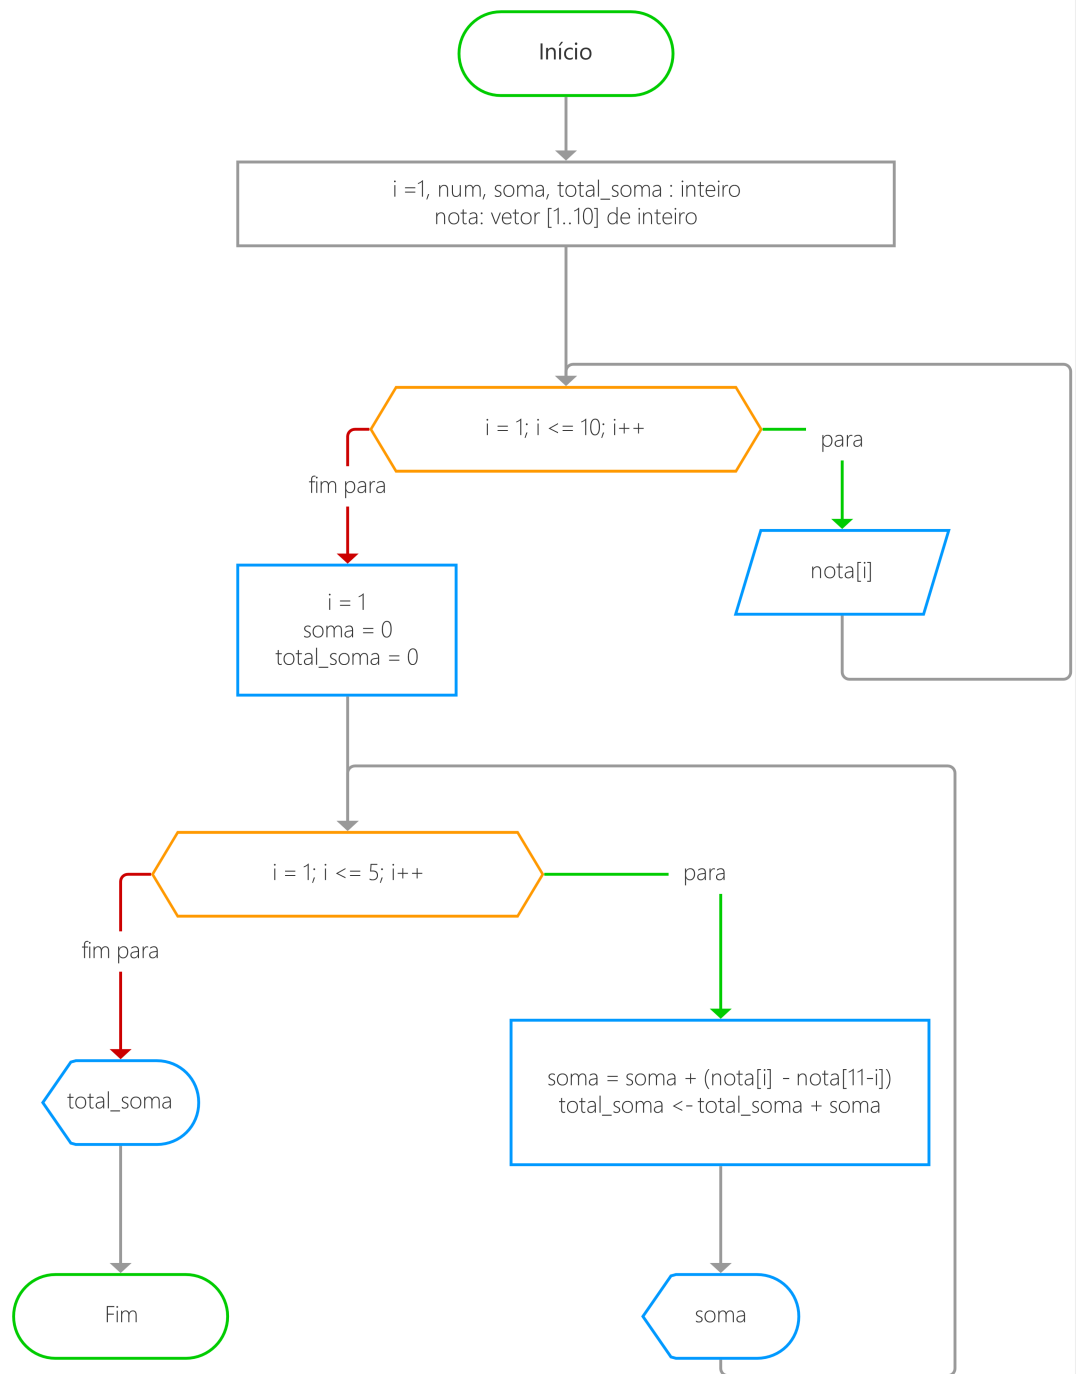 Início
i =1, num, soma, total_soma : inteiro
nota: vetor [1..10] de inteiro
i = 1; i <= 10; i++
para
fim para
nota[i]
i = 1
soma = 0
total_soma = 0
i = 1; i <= 5; i++
para
fim para
soma = soma + (nota[i] - nota[11-i])
total_soma <- total_soma + soma
total_soma
Fim
soma